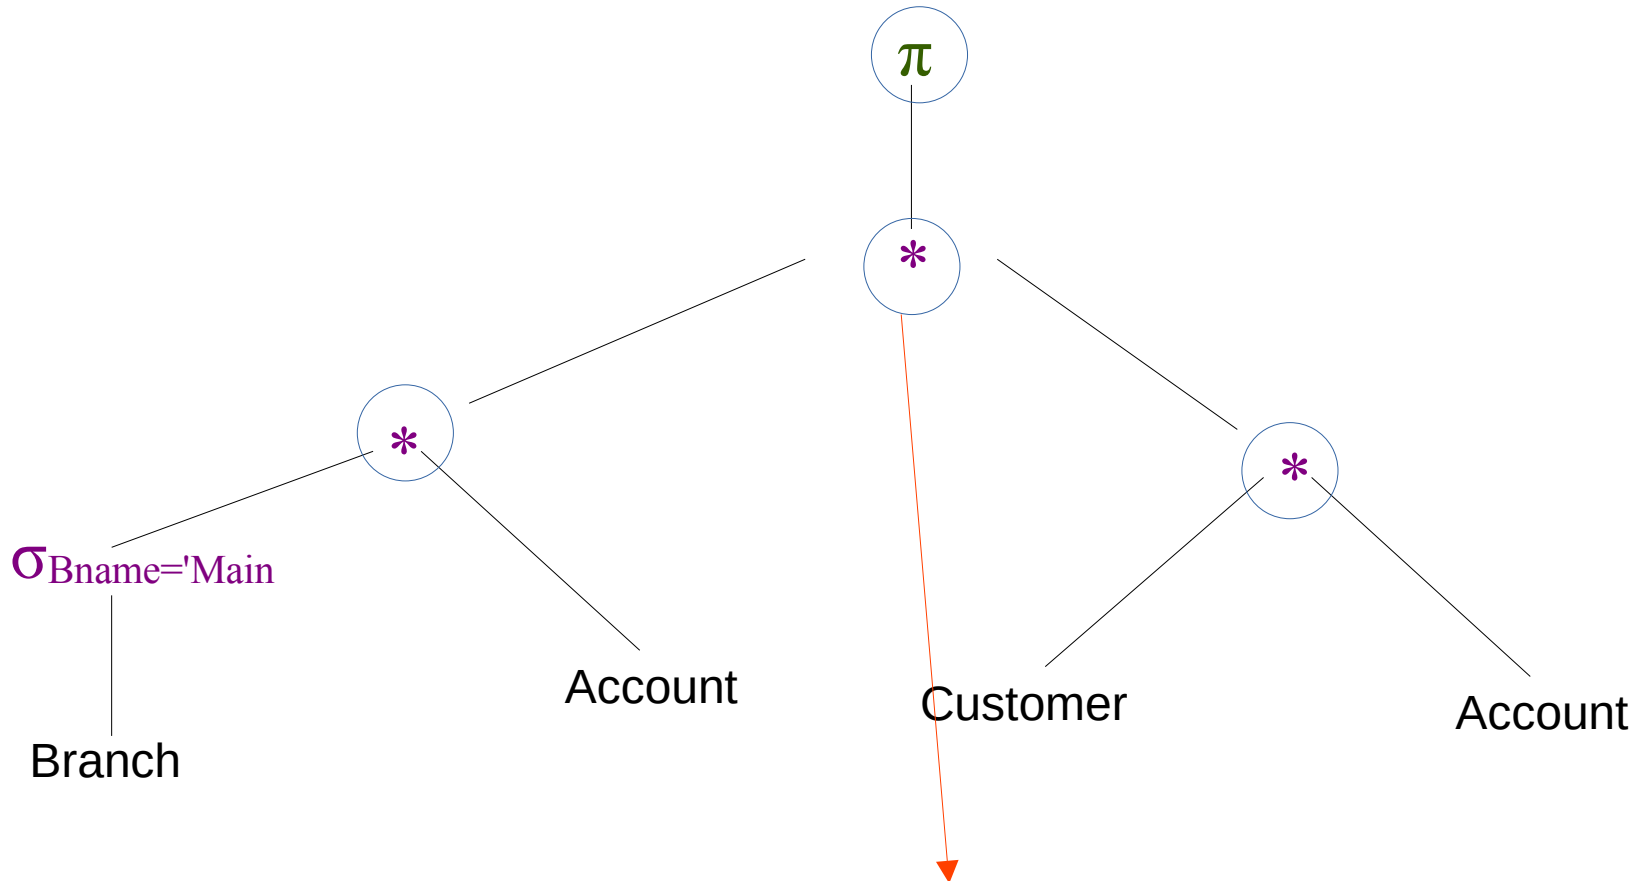 π
*
*
*
σBname='Main
Account
Customer
Account
Branch